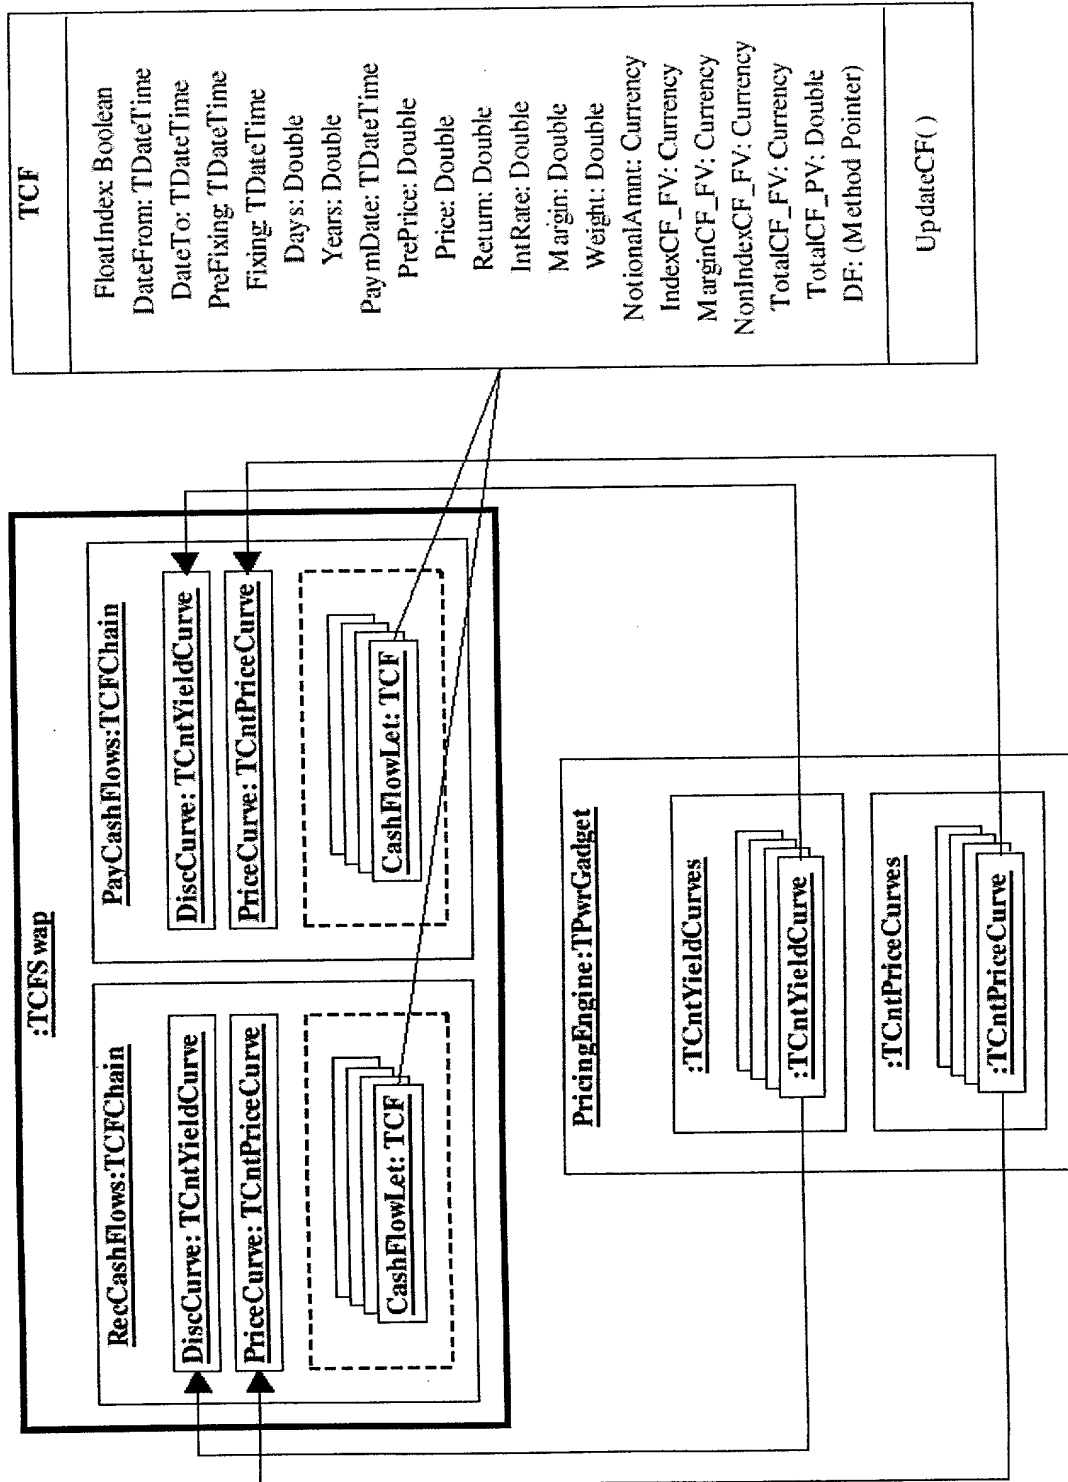 :TCFSwap
RecCashFlows:TCFChain
DiscCurve: TCntYieldCurve
PriceCurve: TCntPriceCurve
CashFlowLet: TCF
PayCashFlows:TCFChain
DiscCurve: TCntYieldCurve
PriceCurve: TCntPriceCurve
CashFlowLet: TCF
PricingEngine:TPwrGadget
:TCntYieldCurves
:TCntYieldCurve
:TCntPriceCurves
:TCntPriceCurve
TCF
FloatIndex: Boolean
DateFrom: TDateTime
DateTo: TDateTime
PreFixing: TDateTime
Fixing: TDateTime
Days: Double
Years: Double
PaymDate: TDateTime
PrePrice: Double
Price: Double
Return: Double
IntRate: Double
Margin: Double
Weight: Double
NotionalAmnt: Currency
IndexCF_FV: Currency
MarginCF_FV: Currency
NonIndexCF_FV: Currency
TotalCF_FV: Currency
TotalCF_PV: Double
DF: (Method Pointer)
UpdateCF( )